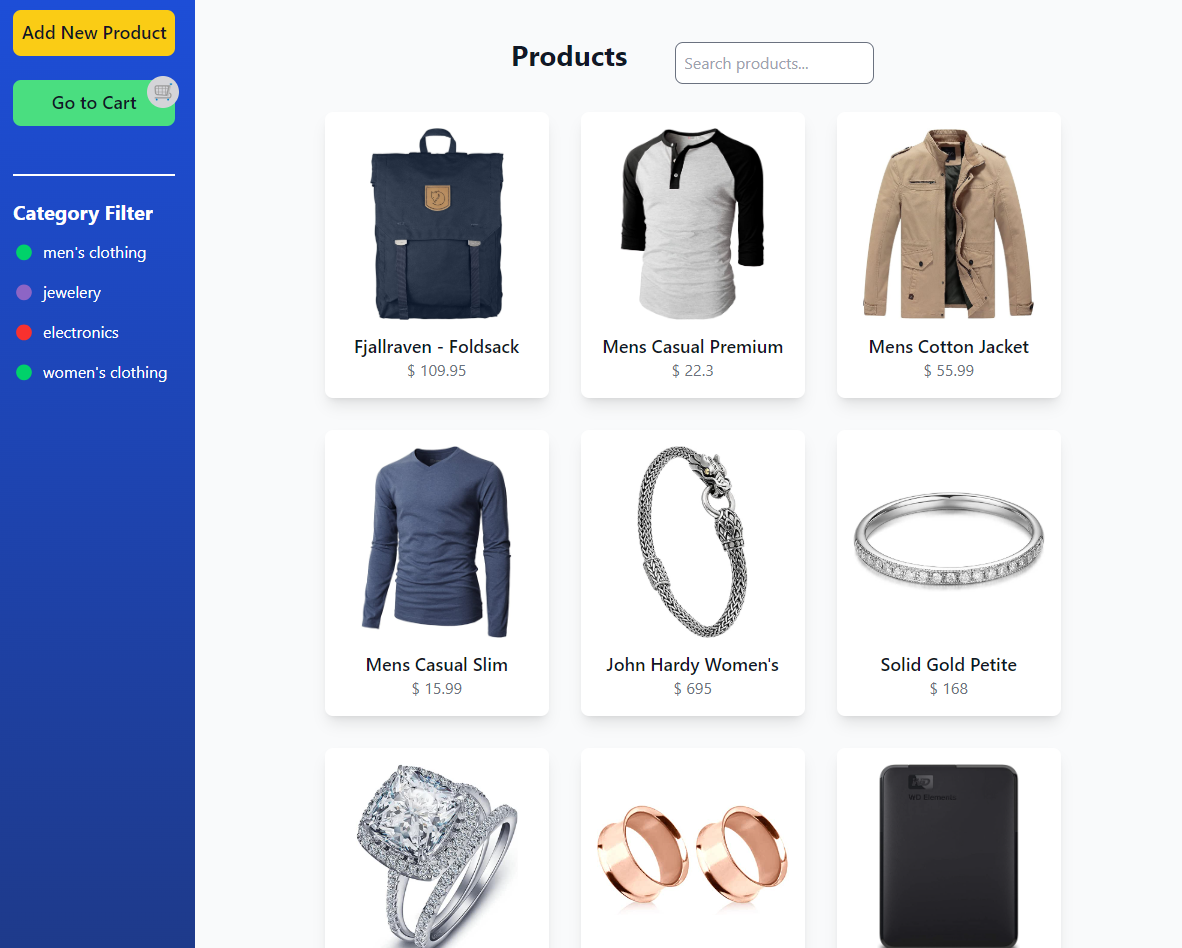 Add New Product
Go to Cart
Category Filter
men's clothing
jewelery
electronics
women's clothing
Products
Search products...
Fjallraven - Foldsack
$ 109.95
Mens Casual Premium
$ 22.3
Mens Cotton Jacket
$ 55.99
Mens Casual Slim
$ 15.99
John Hardy Women's
$ 695
Solid Gold Petite
$ 168
WD
WD Elements